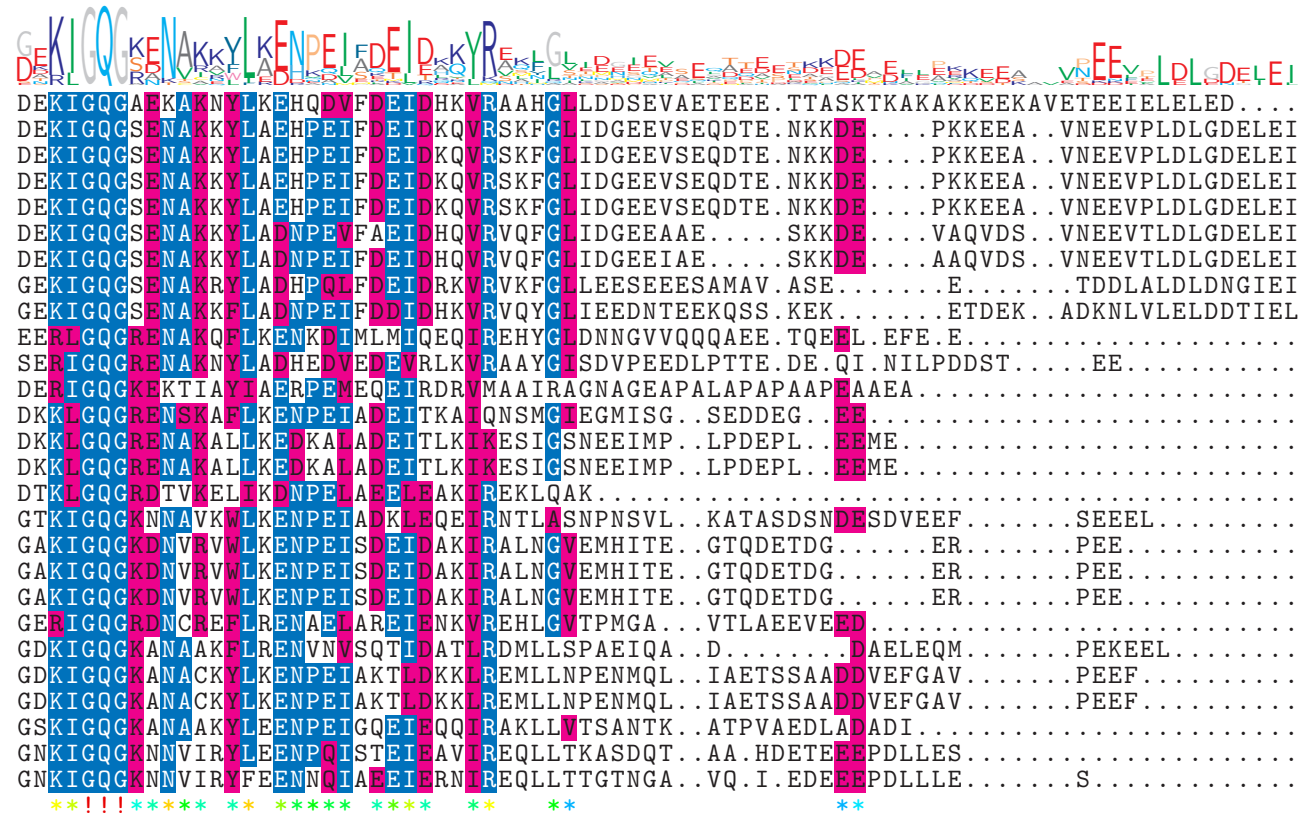 GEKIGQGKENAKKYLKENPEIFDEIDKKYR
DEKIGQGAEKAKNYLKEHQDVFDEIDHKVRAAHGLLDDSEVAETEEE.TTASKTKAKAKKEEKAVETEEIELELED....
DEKIGQGSENAKKYLAEHPEIFDEIDKQVRSKFGLIDGEEVSEQDTE.NKKDE....PKKEEA..VNEEVPLDLGDELEI
DEKIGQGSENAKKYLAEHPEIFDEIDKQVRSKFGLIDGEEVSEQDTE.NKKDE....PKKEEA..VNEEVPLDLGDELEI
DEKIGQGSENAKKYLAEHPEIFDEIDKQVRSKFGLIDGEEVSEQDTE.NKKDE....PKKEEA..VNEEVPLDLGDELEI
DEKIGQGSENAKKYLAEHPEIFDEIDKQVRSKFGLIDGEEVSEQDTE.NKKDE....PKKEEA..VNEEVPLDLGDELEI
DEKIGQGSENAKKYLADNPEVFAEIDHQVRVQFGLIDGEEAAE.....SKKDE....VAQVDS..VNEEVTLDLGDELEI
DEKIGQGSENAKKYLADNPEIFDEIDHQVRVQFGLIDGEEIAE.....SKKDE....AAQVDS..VNEEVTLDLGDELEI
GEKIGQGSENAKRYLADHPQLFDEIDRKVRVKFGLLEESEEESAMAV.ASE......E.......TDDLALDLDNGIEI
GEKIGQGSENAKKFLADNPEIFDDIDHKVRVQYGLIEEDNTEEKQSS.KEK......ETDEK..ADKNLVLELDDTIEL
EERLGQGRENAKQFLKENKDIMLMIQEQIREHYGLDNNGVVQQQAEE.TQEEL.EFE.E.....................
SERIGQGRENAKNYLADHEDVEDEVRLKVRAAYGISDVPEEDLPTTE.DE.QI.NILPDDST.....EE...........
DERIGQGKEKTIAYIAERPEMEQEIRDRVMAAIRAGNAGEAPALAPAPAAPEAAEA........................
DKKLGQGRENSKAFLKENPEIADEITKAIQNSMGIEGMISG..SEDDEG..EE...........................
DKKLGQGRENAKALLKEDKALADEITLKIKESIGSNEEIMP..LPDEPL..EEME.........................
DKKLGQGRENAKALLKEDKALADEITLKIKESIGSNEEIMP..LPDEPL..EEME.........................
DTKLGQGRDTVKELIKDNPELAEELEAKIREKLQAK............................................
GTKIGQGKNNAVKWLKENPEIADKLEQEIRNTLASNPNSVL..KATASDSNDESDVEEF.......SEEEL.........
GAKIGQGKDNVRVWLKENPEISDEIDAKIRALNGVEMHITE..GTQDETDG......ER.......PEE...........
GAKIGQGKDNVRVWLKENPEISDEIDAKIRALNGVEMHITE..GTQDETDG......ER.......PEE...........
GAKIGQGKDNVRVWLKENPEISDEIDAKIRALNGVEMHITE..GTQDETDG......ER.......PEE...........
GERIGQGRDNCREFLRENAELAREIENKVREHLGVTPMGA...VTLAEEVEED...........................
GDKIGQGKANAAKFLRENVNVSQTIDATLRDMLLSPAEIQA..D........DAELEQM.......PEKEEL........
GDKIGQGKANACKYLKENPEIAKTLDKKLREMLLNPENMQL..IAETSSAADDVEFGAV.......PEEF..........
GDKIGQGKANACKYLKENPEIAKTLDKKLREMLLNPENMQL..IAETSSAADDVEFGAV.......PEEF..........
GSKIGQGKANAAKYLEENPEIGQEIEQQIRAKLLVTSANTK..ATPVAEDLADADI........................
GNKIGQGKNNVIRYLEENPQISTEIEAVIREQLLTKASDQT..AA.HDETEEEPDLLES.....................
GNKIGQGKNNVIRYFEENNQIAEEIERNIREQLLTTGTNGA..VQ.I.EDEEEPDLLLE.......S.............
**!!!***** ** ********* ** ** **